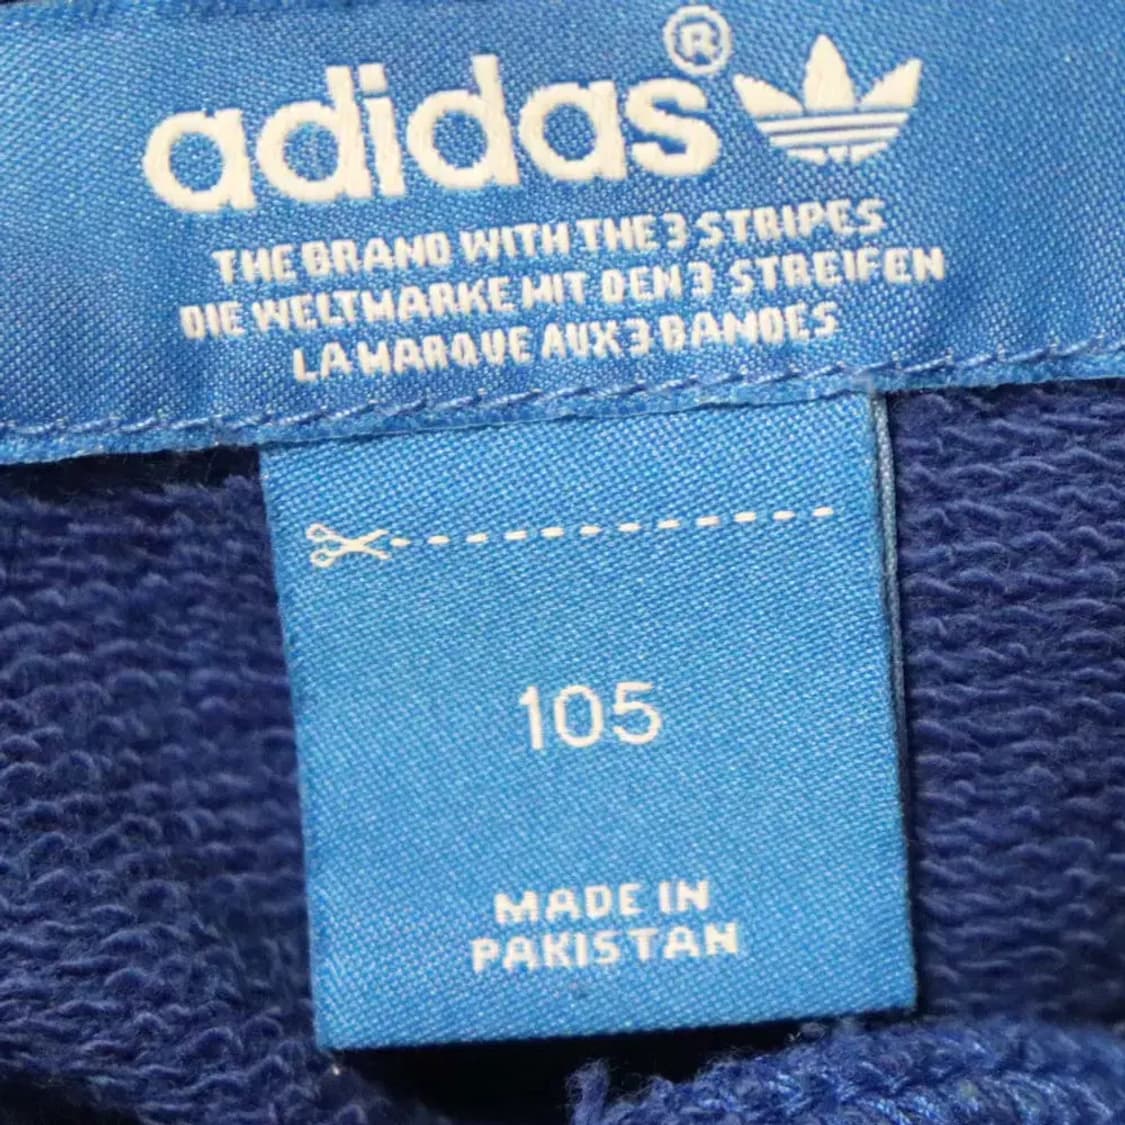 adidas®
THE BRAND WITH THE 3 STRIPES
DIE WELTMARKE MIT DEN 3 STREIFEN
LA MARQUE AUX 3 BANDES
105
MADE IN
PAKISTAN